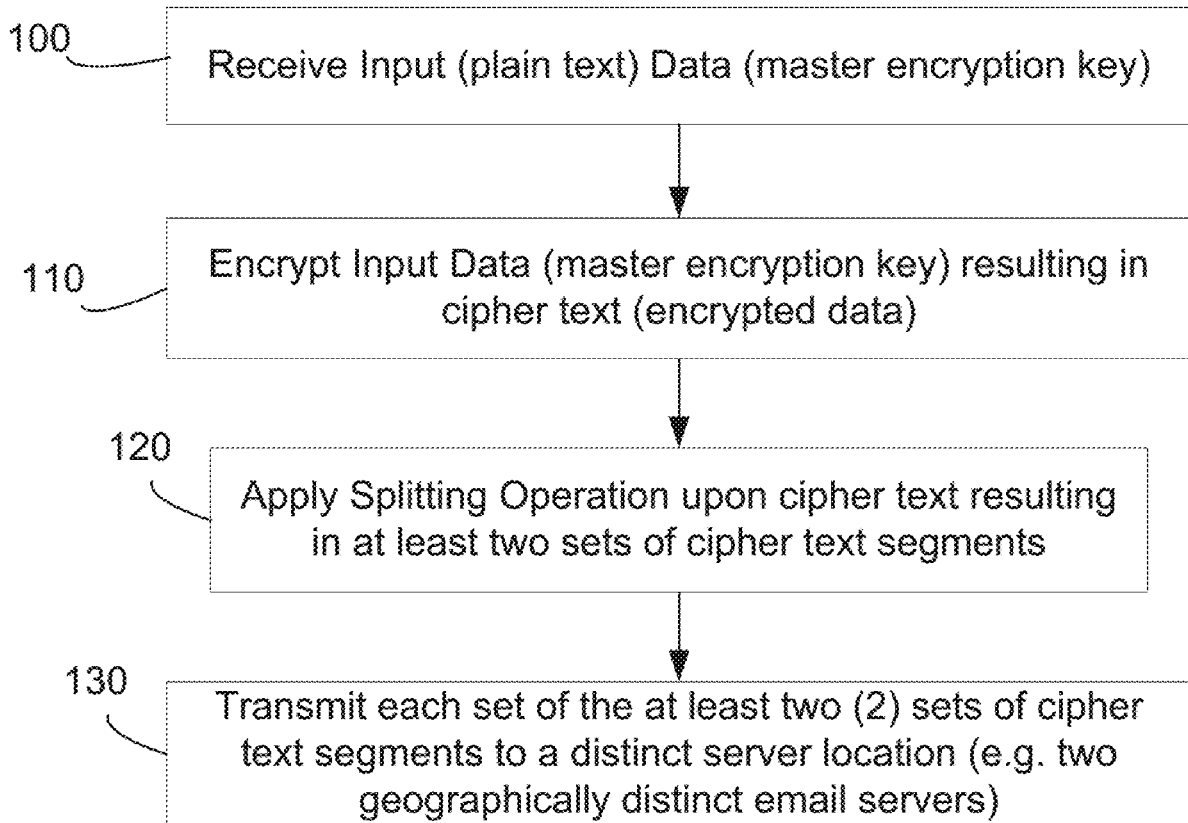 100
Receive Input (plain text) Data (master encryption key)
110
Encrypt Input Data (master encryption key) resulting in
cipher text (encrypted data)
120
Apply Splitting Operation upon cipher text resulting
in at least two sets of cipher text segments
130
Transmit each set of the at least two (2) sets of cipher
text segments to a distinct server location (e.g. two
geographically distinct email servers)